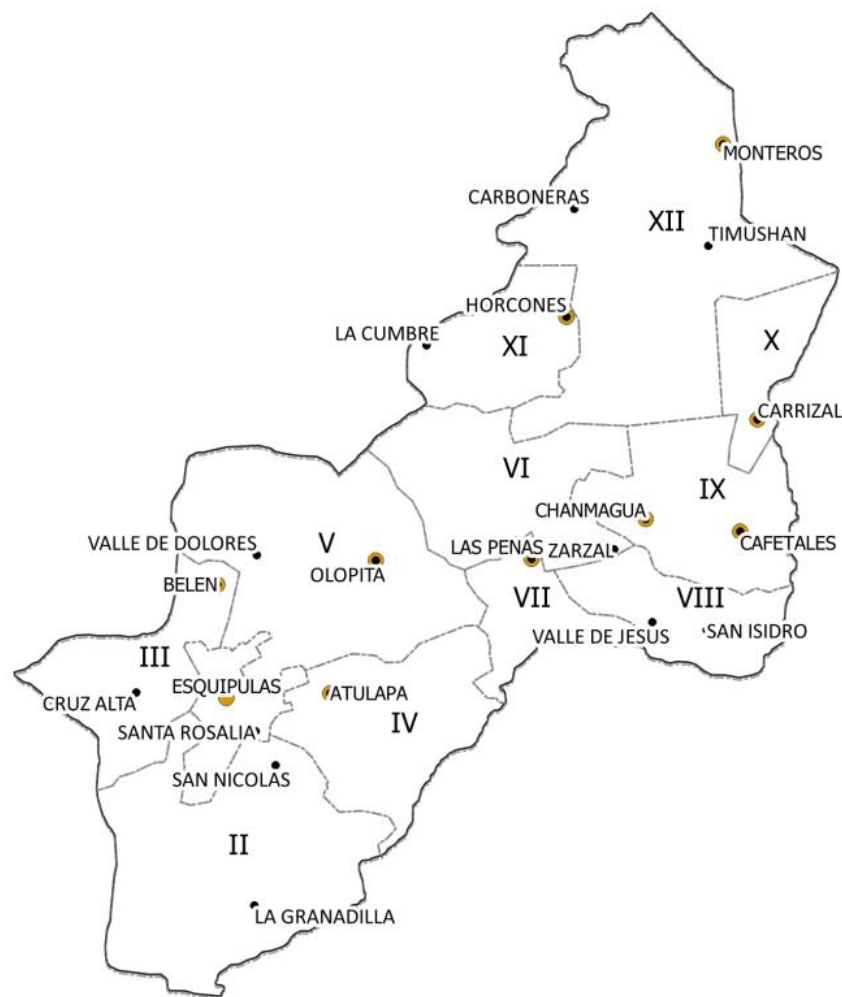 MONTEROS
CARBONERAS
XII
TIMUSHAN
HORCONES
LA CUMBRE
XI
X
CARRIZAL
VI
IX
CHANMAGUA
V
VALLE DE DOLORES
LAS PENAS
ZARZAL
CAFETALES
OLOPITA
BELEN
VII
VIII
VALLE DE JESUS
SAN ISIDRO
III
ESQUIPULAS
CRUZ ALTA
ATULAPA
IV
SANTA ROSALIA
SAN NICOLAS
II
LA GRANADILLA